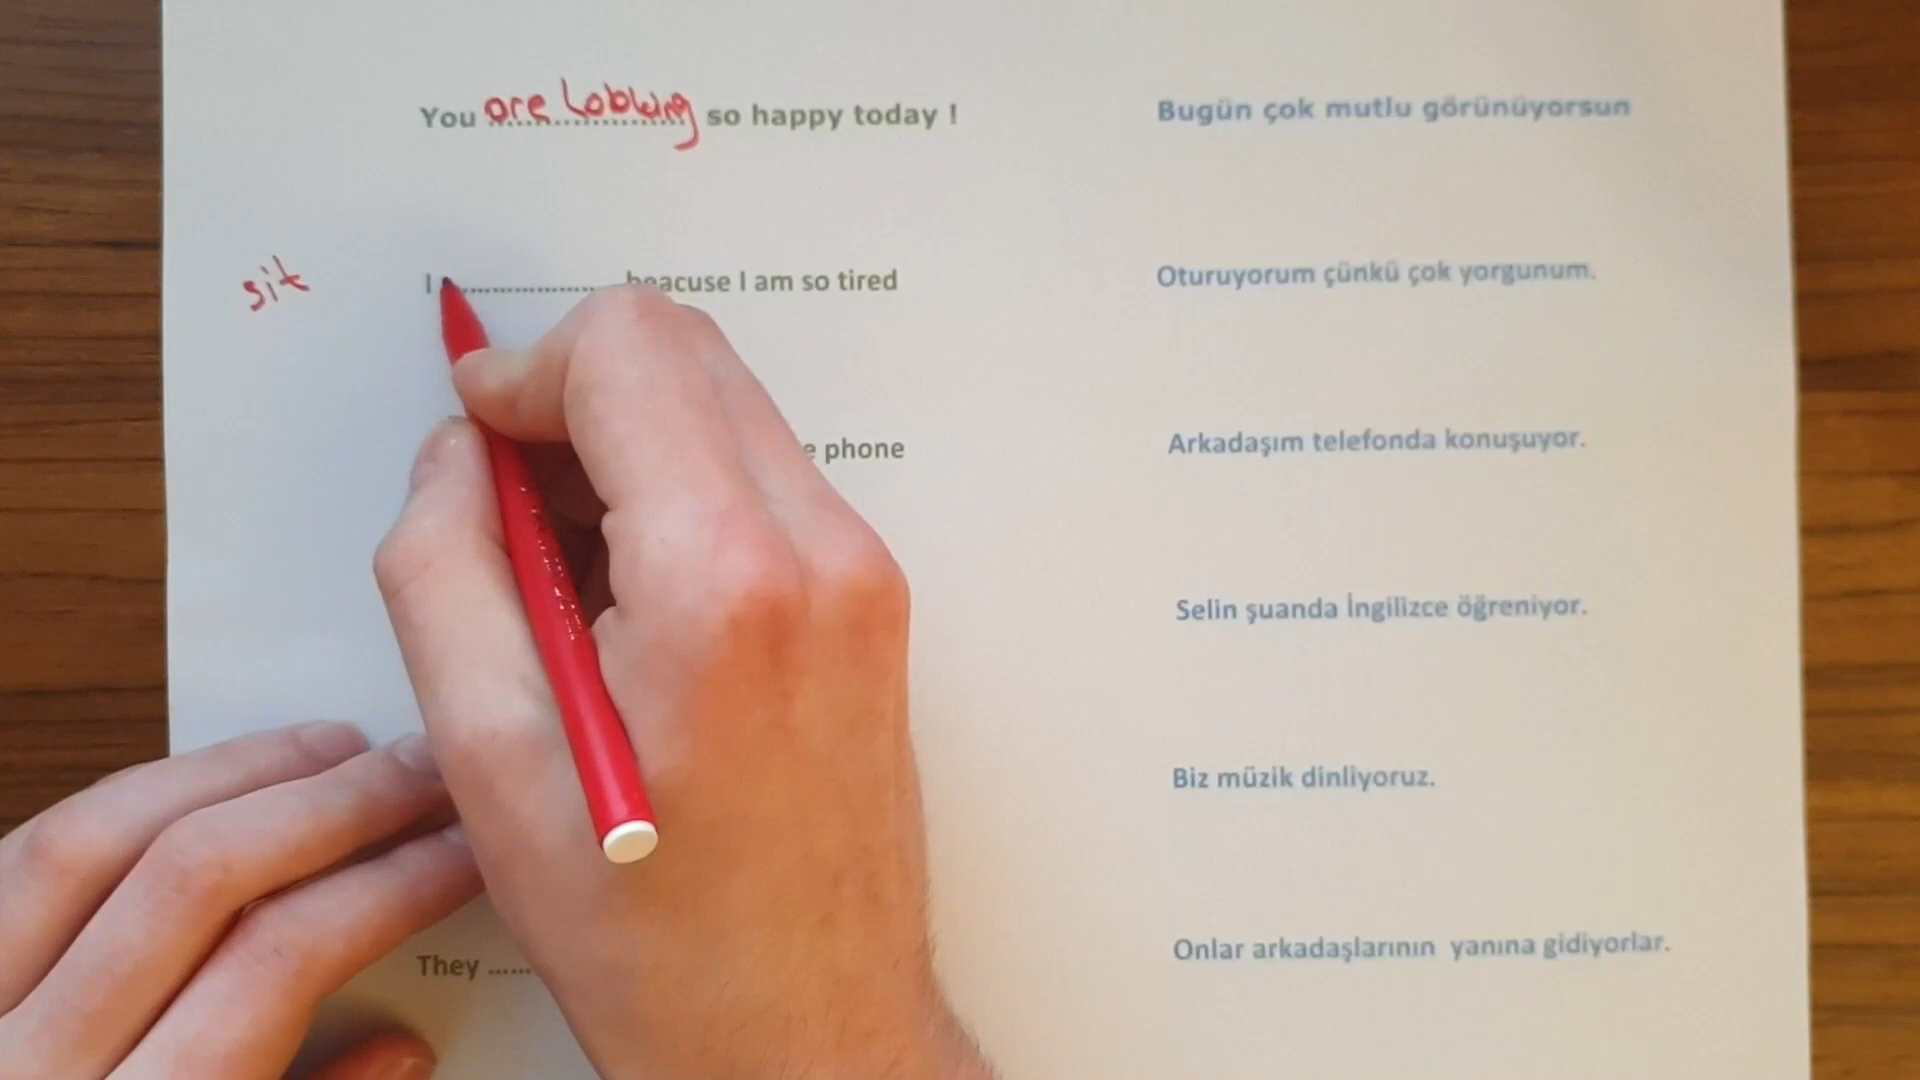 You are looking so happy today !
Bugün çok mutlu görünüyorsun
sit
I .................... beacuse I am so tired
Oturuyorum çünkü çok yorgunum.
phone
Arkadaşım telefonda konuşuyor.
Selin şuanda İngilizce öğreniyor.
Biz müzik dinliyoruz.
They ......
Onlar arkadaşlarının yanına gidiyorlar.